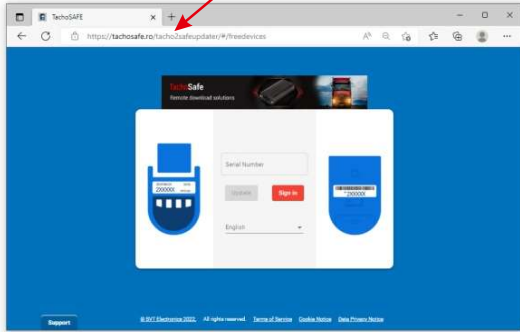 TachoSAFE
https://tachosafe.ro/tacho2safeupdater/#/freedevices
TachoSafe
Remote download solutions
Serial Number
Update
Sign in
English
Support
© SVT Electronics 2022. All rights reserved. Terms of Service Cookie Notice Data Privacy Notice